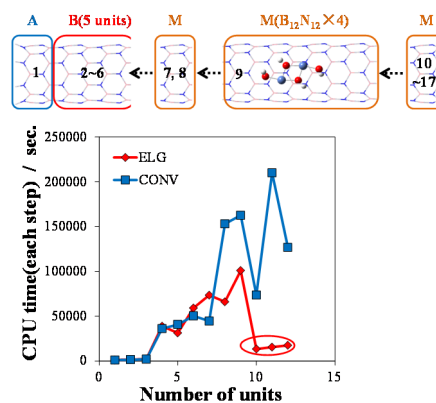 A B(5 units) M M(B₁₂N₁₂×4) M
1 2~6 7, 8 9 10
~17
250000
200000
150000
100000
50000
0
ELG
CONV
CPU time(each step) / sec.
0 5 10 15
Number of units